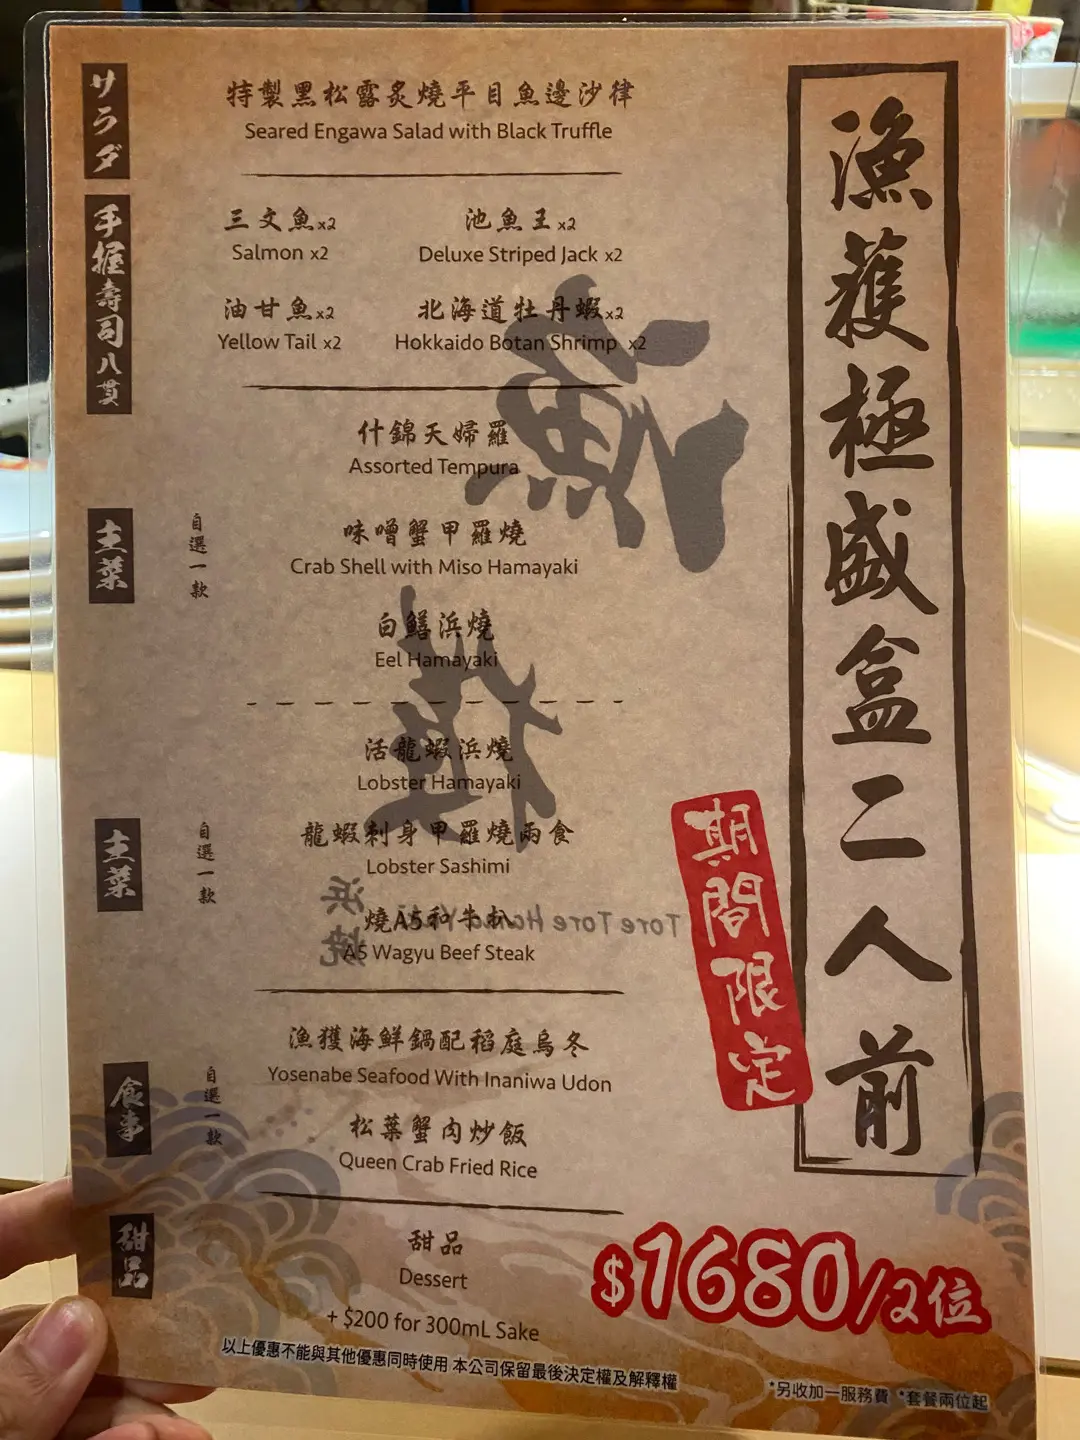 漁獲極盛盒二人前
期間限定
サラダ
特製黑松露炙燒平目魚邊沙律
Seared Engawa Salad with Black Truffle
手握壽司八貫
三文魚x2
Salmon x2
池魚王x2
Deluxe Striped Jack x2
油甘魚x2
Yellow Tail x2
北海道牡丹蝦x2
Hokkaido Botan Shrimp x2
主菜
自選一款
什錦天婦羅
Assorted Tempura
味噌蟹甲羅燒
Crab Shell with Miso Hamayaki
白鱔浜燒
Eel Hamayaki
主菜
自選一款
活龍蝦浜燒
Lobster Hamayaki
龍蝦刺身甲羅燒兩食
Lobster Sashimi
燒A5和牛扒
A5 Wagyu Beef Steak
食事
自選一款
漁獲海鮮鍋配稻庭烏冬
Yosenabe Seafood With Inaniwa Udon
松葉蟹肉炒飯
Queen Crab Fried Rice
甜品
甜品
Dessert
+ $200 for 300mL Sake
$1680/2位
以上優惠不能與其他優惠同時使用 本公司保留最後決定權及解釋權
*另收加一服務費 *套餐兩位起
漁獲
浜燒
Tore Tore Hama Yaki